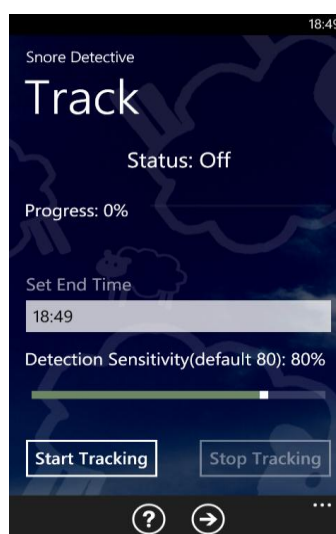 18:49
Snore Detective
Track
Status: Off
Progress: 0%
Set End Time
18:49
Detection Sensitivity(default 80): 80%
Start Tracking Stop Tracking
?